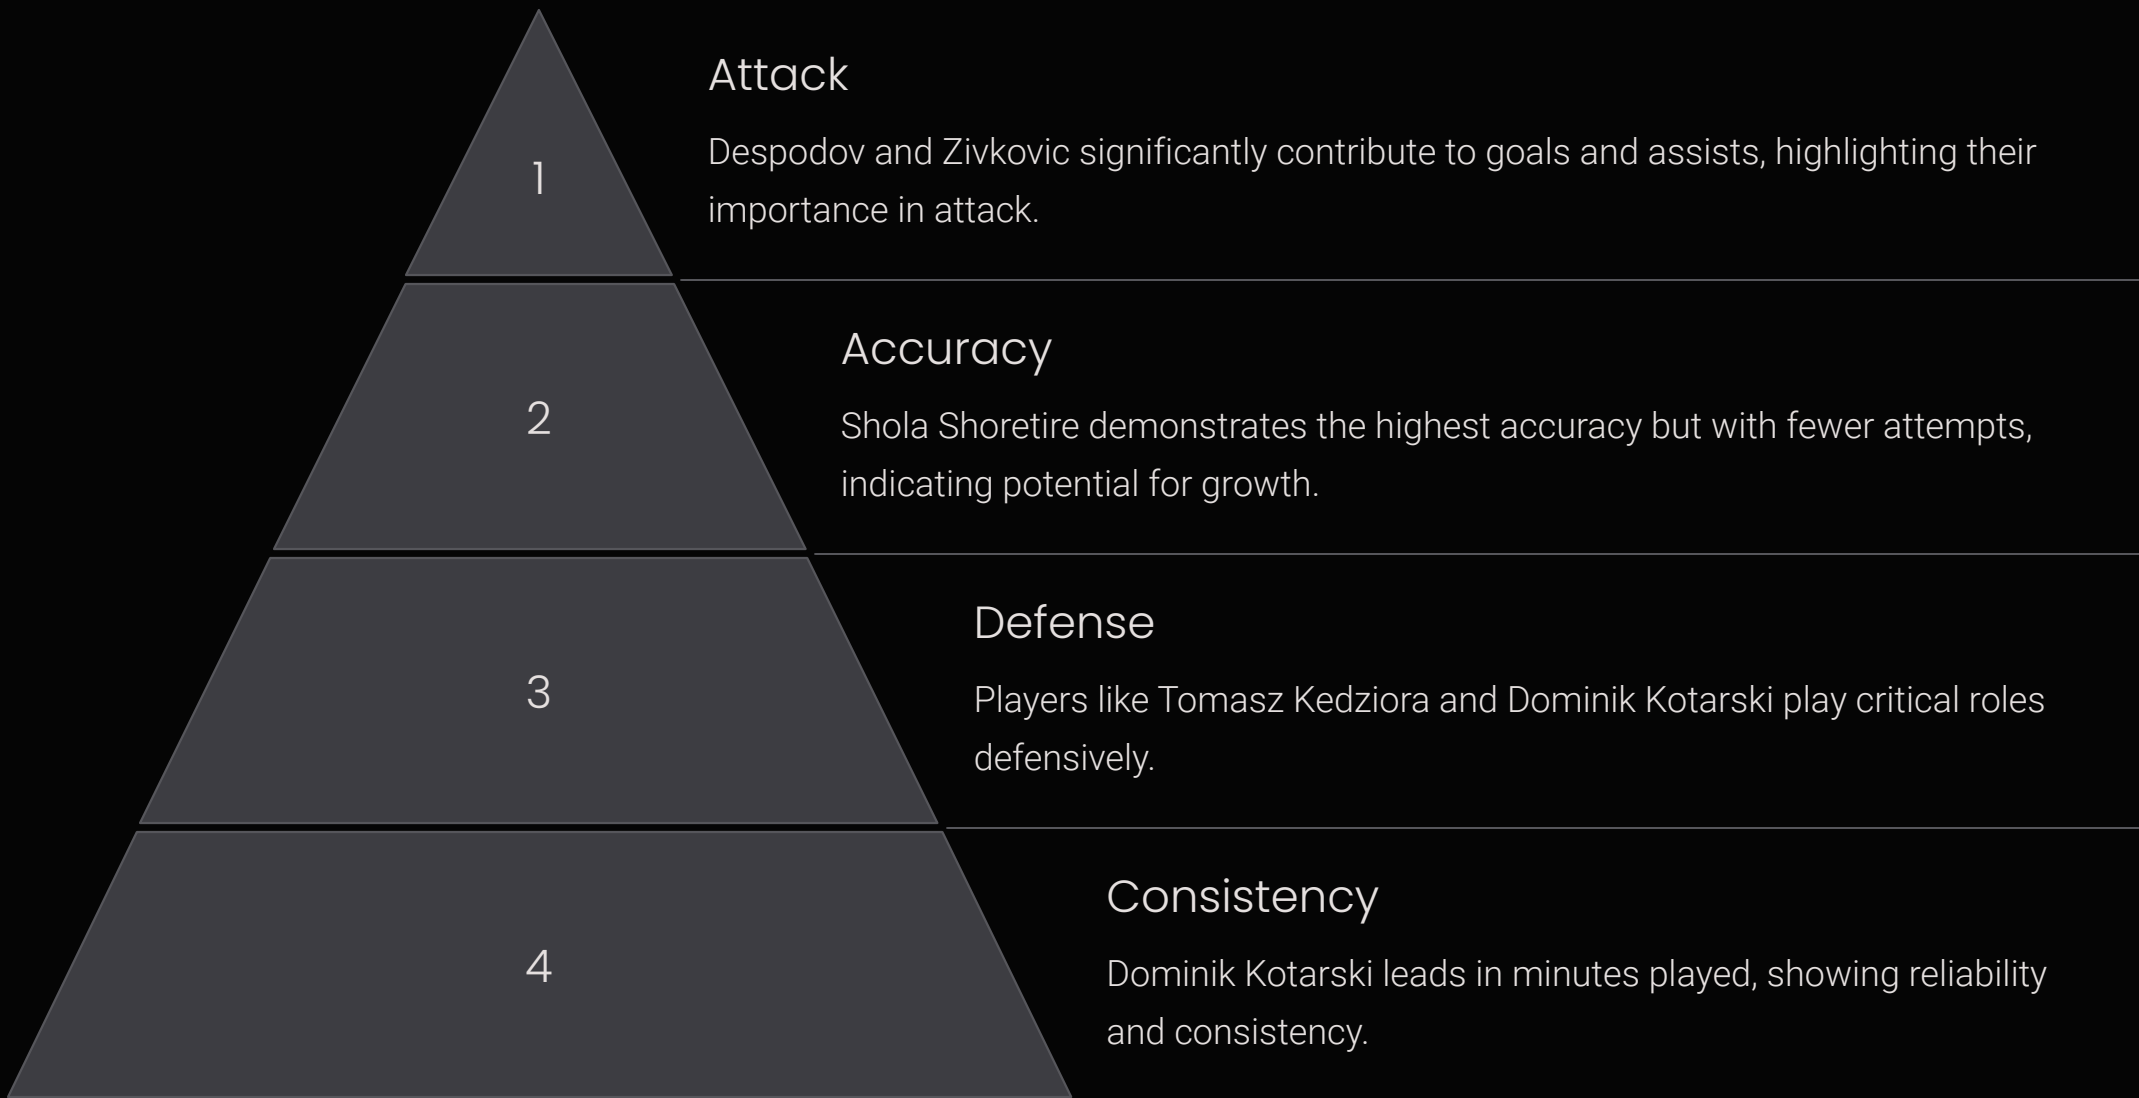 Attack
Despodov and Zivkovic significantly contribute to goals and assists, highlighting their
importance in attack.
1
Accuracy
Shola Shoretire demonstrates the highest accuracy but with fewer attempts,
indicating potential for growth.
2
Defense
Players like Tomasz Kedziora and Dominik Kotarski play critical roles
defensively.
3
Consistency
Dominik Kotarski leads in minutes played, showing reliability
and consistency.
4